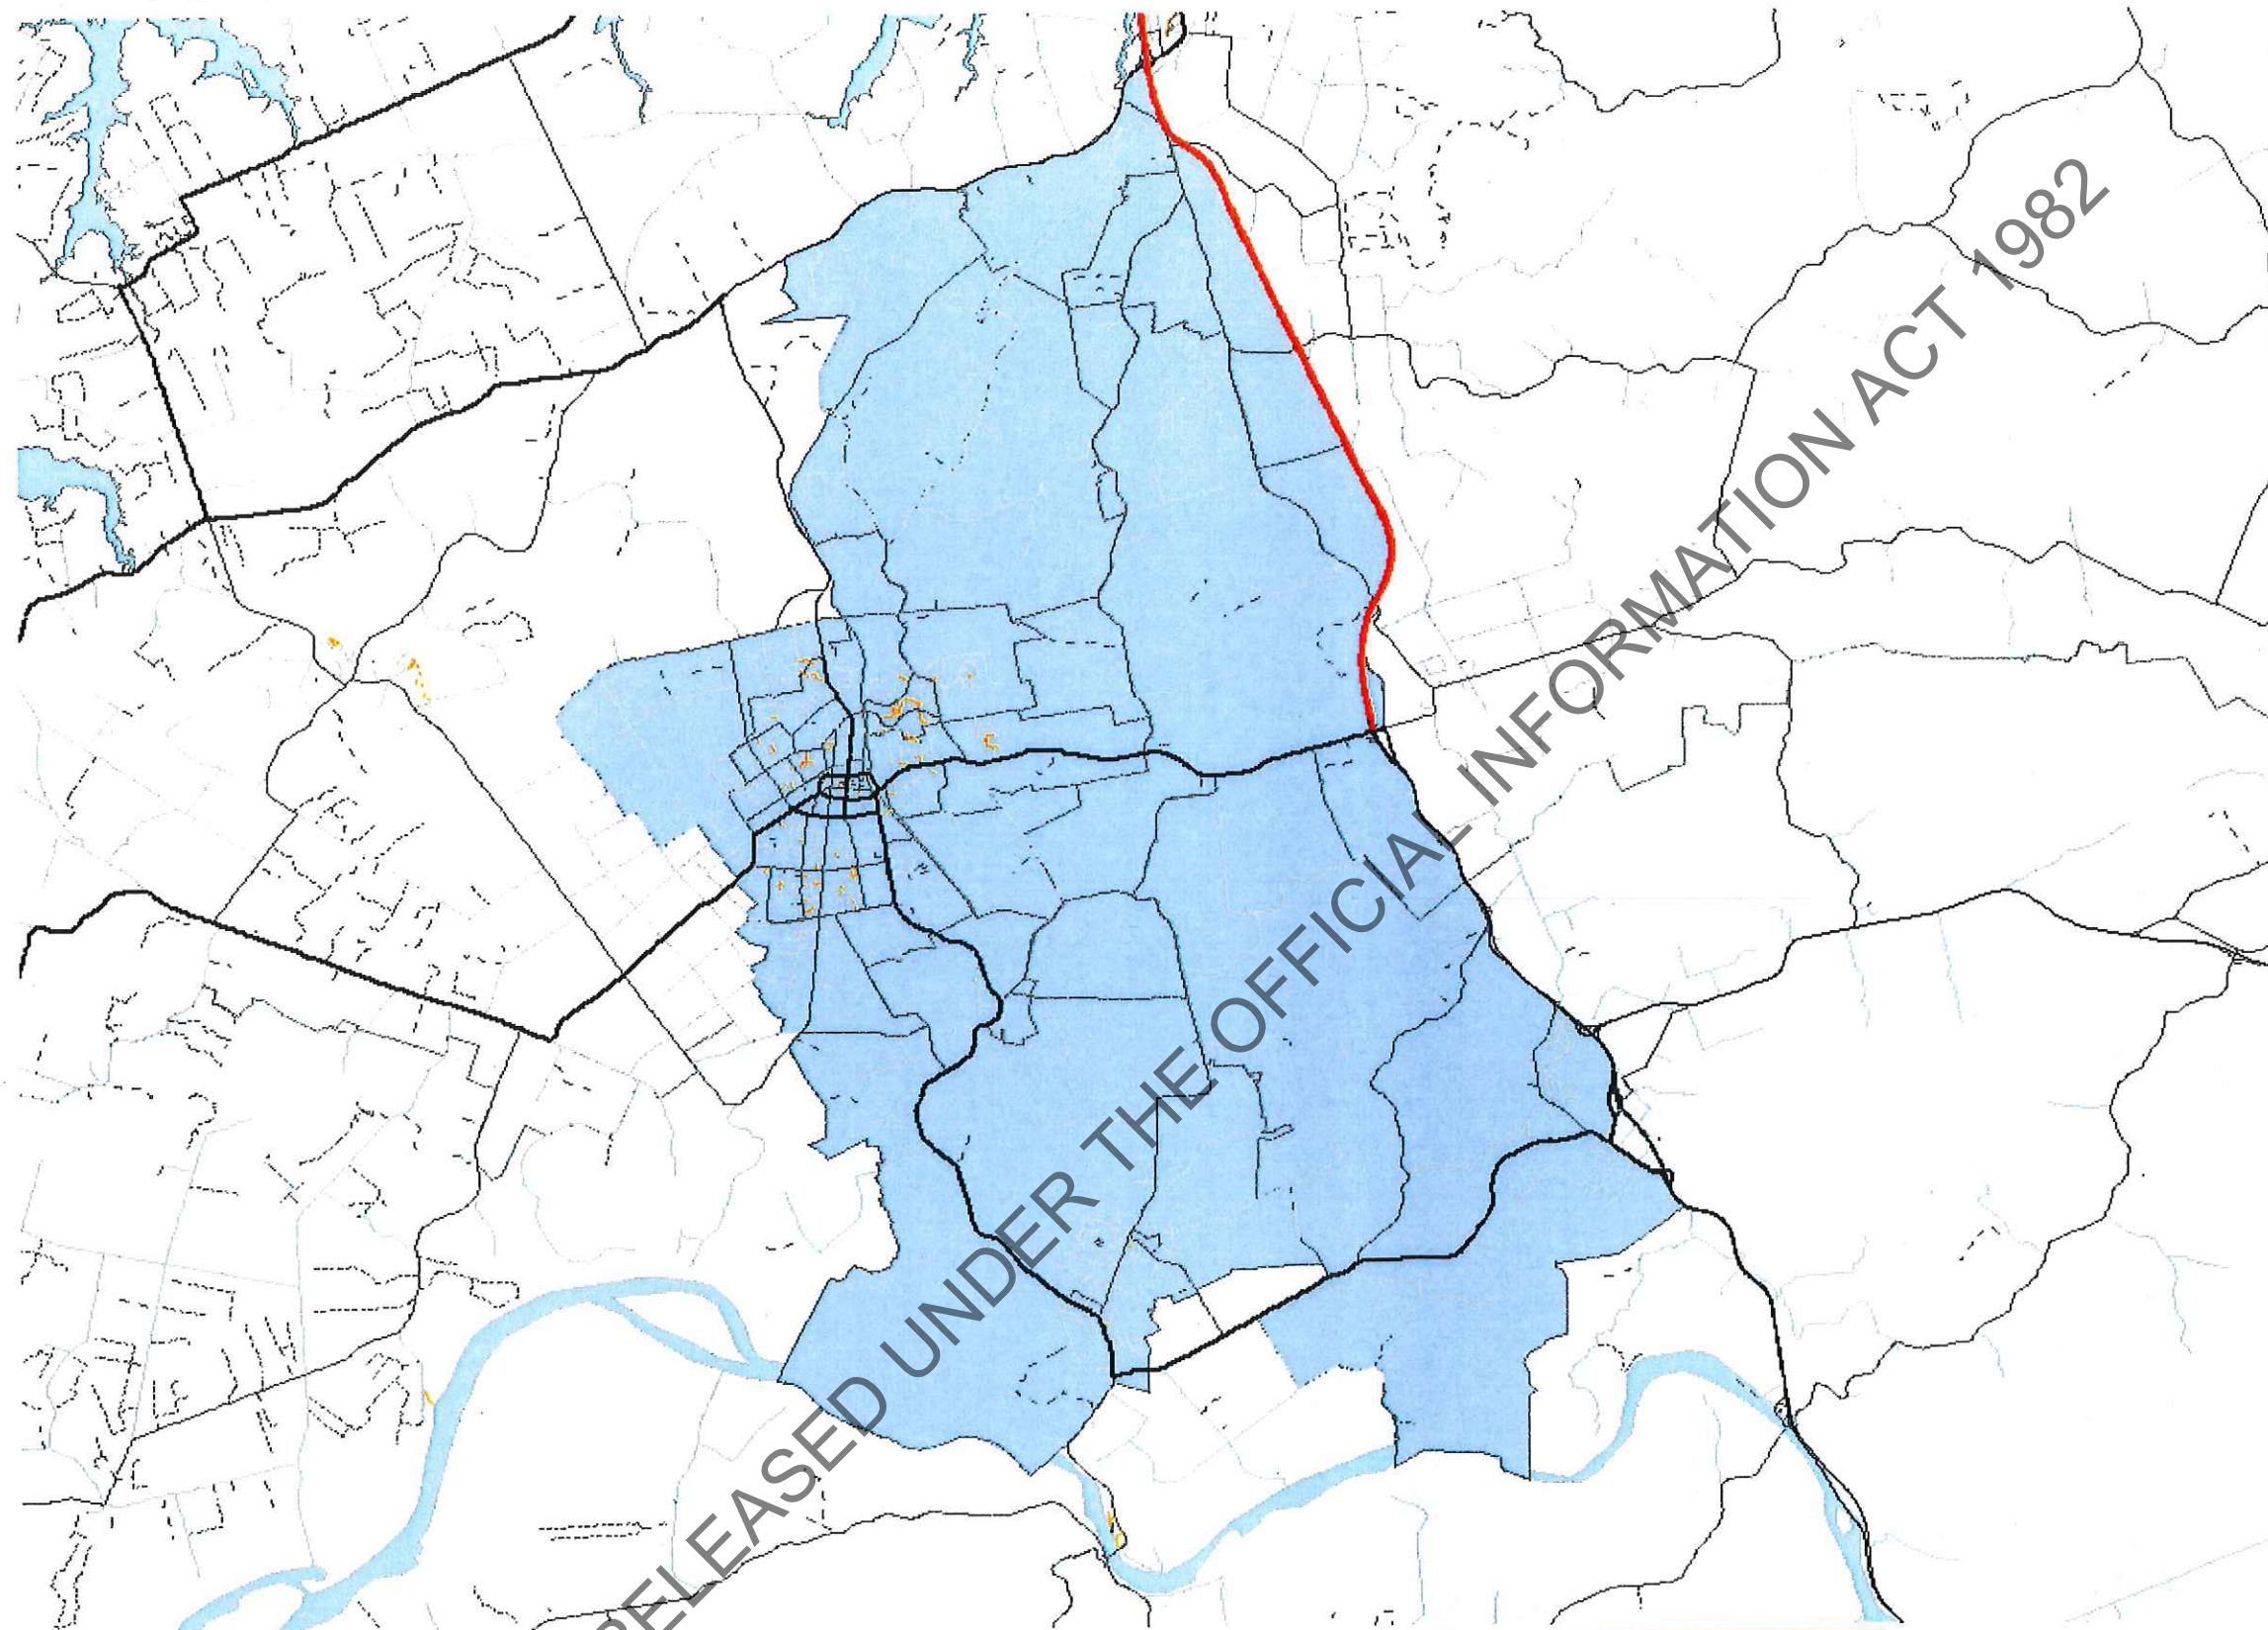 RELEASED UNDER THE OFFICIAL INFORMATION ACT 1982